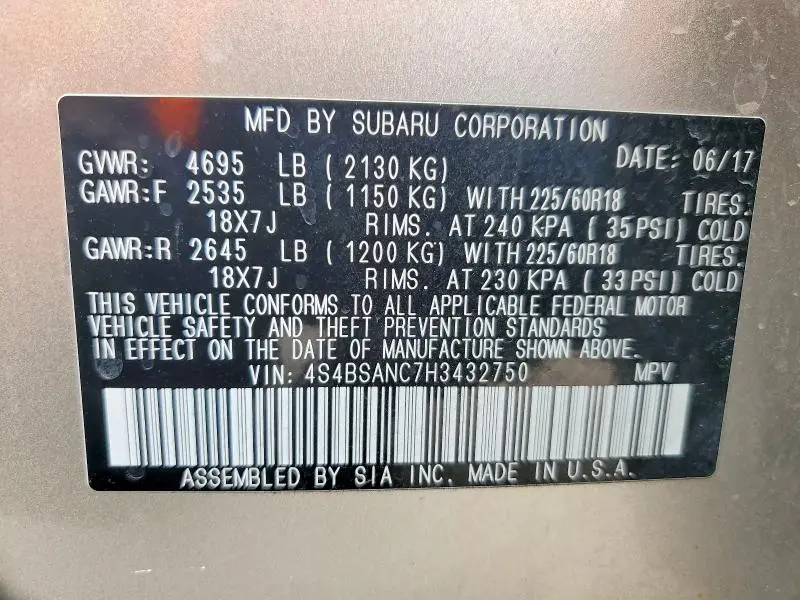 MFD BY SUBARU CORPORATION
GVWR: 4695 LB ( 2130 KG) DATE: 06/17
GAWR:F 2535 LB ( 1150 KG) WITH 225/60R18 TIRES.
18X7J RIMS. AT 240 KPA ( 35 PSI) COLD
GAWR:R 2645 LB ( 1200 KG) WITH 225/60R18 TIRES.
18X7J RIMS. AT 230 KPA ( 33 PSI) COLD
THIS VEHICLE CONFORMS TO ALL APPLICABLE FEDERAL MOTOR
VEHICLE SAFETY AND THEFT PREVENTION STANDARDS
IN EFFECT ON THE DATE OF MANUFACTURE SHOWN ABOVE.
VIN: 4S4BSANC7H3432750 MPV
ASSEMBLED BY SIA INC. MADE IN U.S.A.